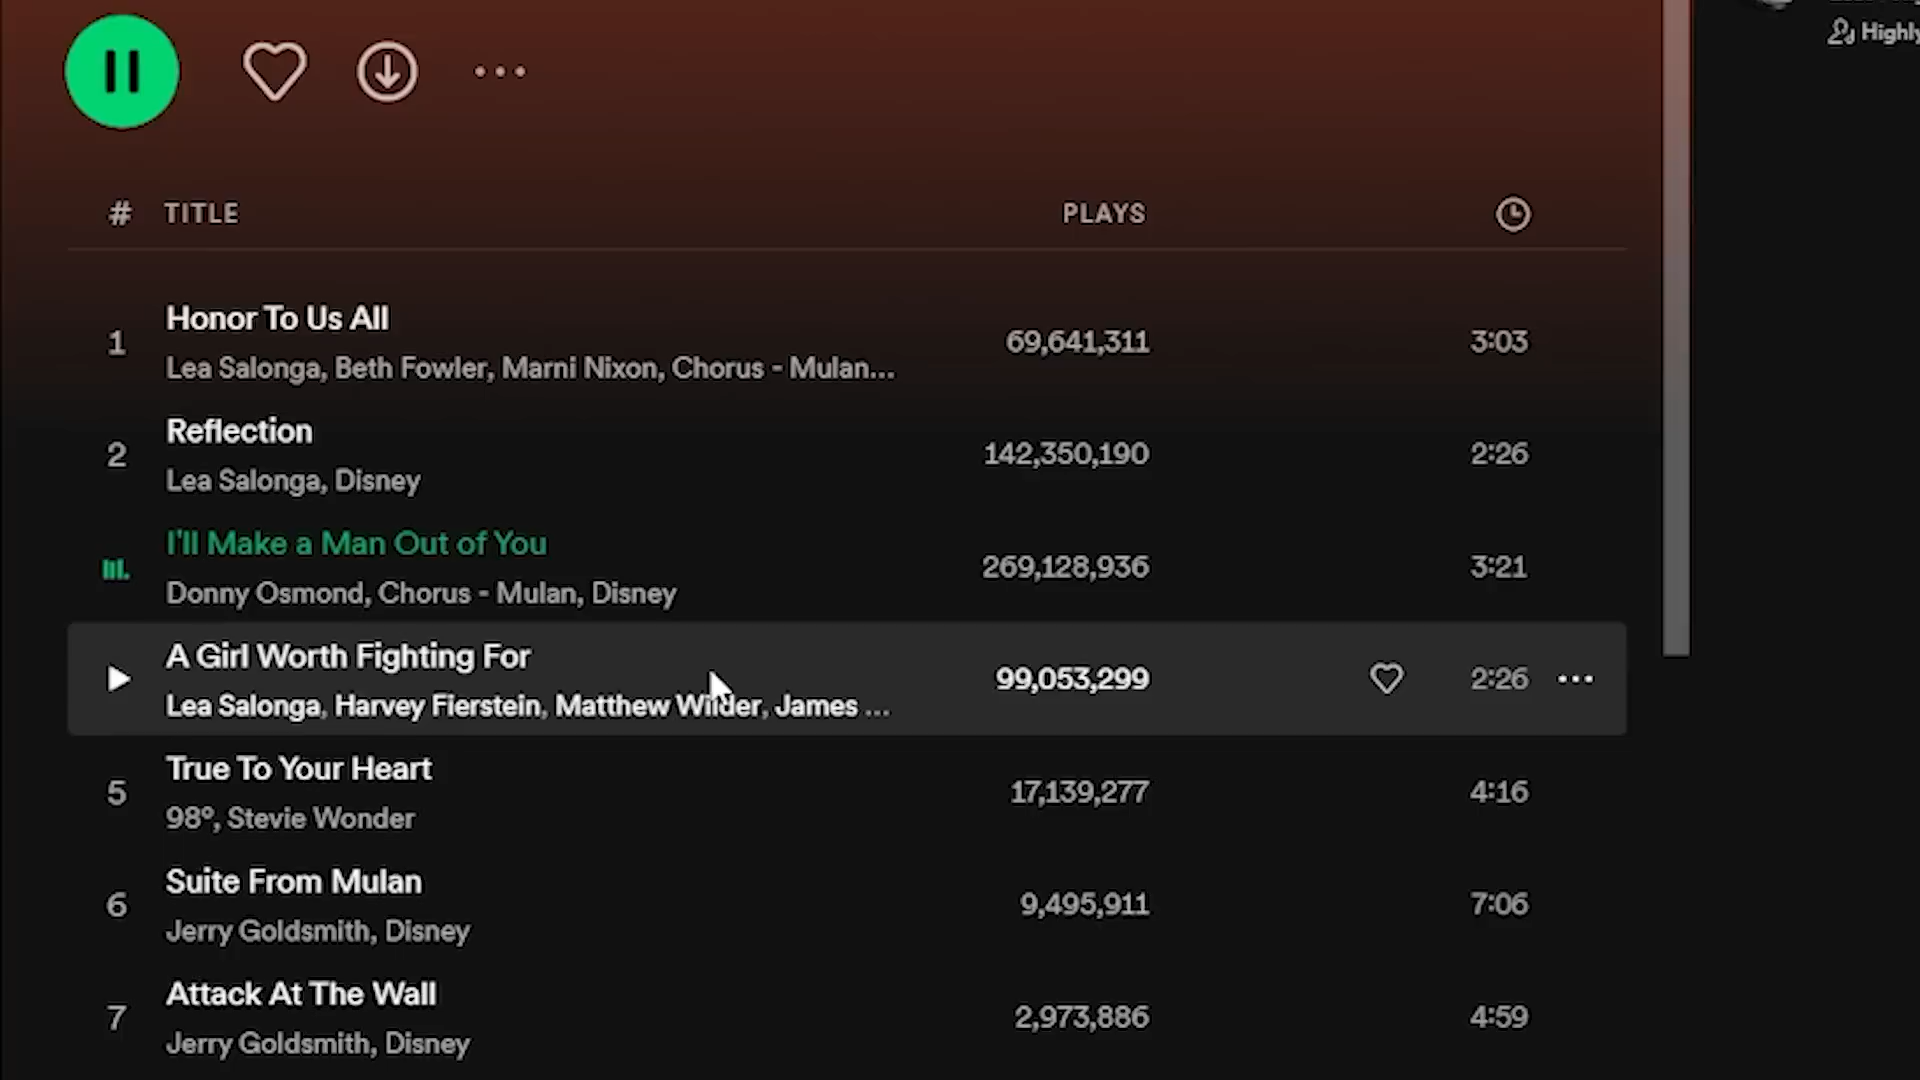 Highly
# TITLE PLAYS
1 Honor To Us All 69,641,311 3:03
Lea Salonga, Beth Fowler, Marni Nixon, Chorus - Mulan...
2 Reflection 142,350,190 2:26
Lea Salonga, Disney
I'll Make a Man Out of You 269,128,936 3:21
Donny Osmond, Chorus - Mulan, Disney
A Girl Worth Fighting For 99,053,299 2:26
Lea Salonga, Harvey Fierstein, Matthew Wilder, James ...
5 True To Your Heart 17,139,277 4:16
98º, Stevie Wonder
6 Suite From Mulan 9,495,911 7:06
Jerry Goldsmith, Disney
7 Attack At The Wall 2,973,886 4:59
Jerry Goldsmith, Disney